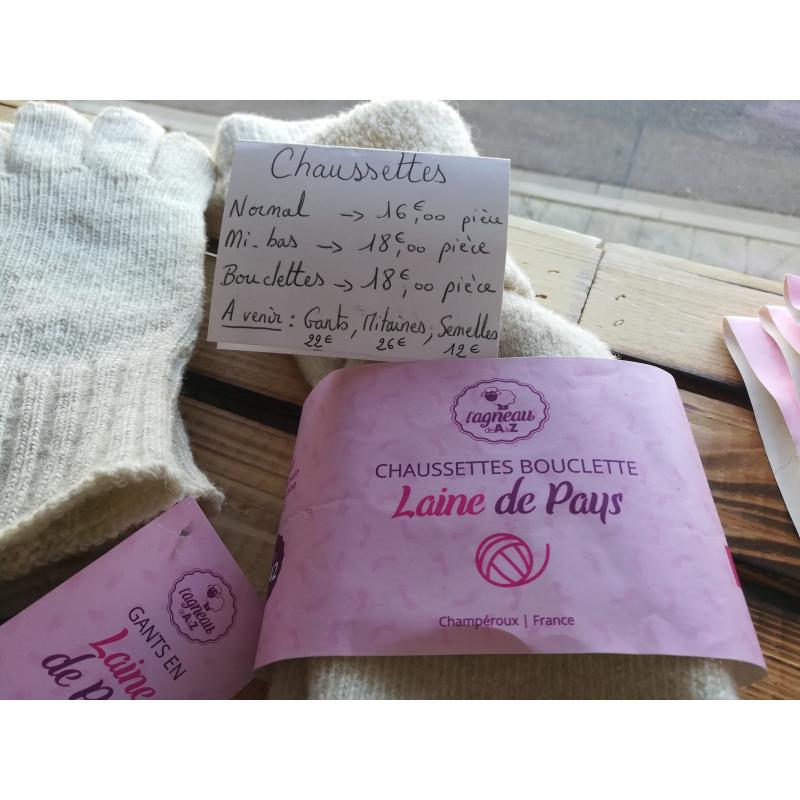 Chaussettes
Normal → 16€,00 pièce
Mi-bas → 18€,00 pièce
Bouclettes → 18€,00 pièce
A venir : Gants, Mitaines, Semelles
22€ 26€ 12€
l'agneau
de A à Z
CHAUSSETTES BOUCLETTE
Laine de Pays
Champéroux | France
l'agneau
de A à Z
GANTS EN
Laine
de P